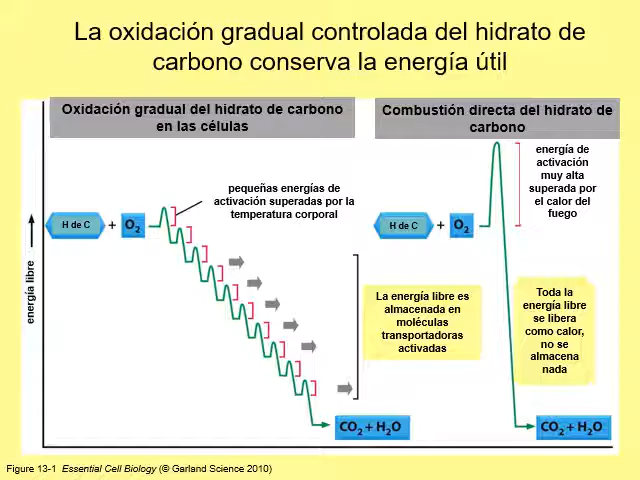 La oxidación gradual controlada del hidrato de
carbono conserva la energía útil
Oxidación gradual del hidrato de carbono
en las células
Combustión directa del hidrato de
carbono
pequeñas energías de
activación superadas por la
temperatura corporal
energía de
activación
muy alta
superada por
el calor del
fuego
H de C + O2
H de C + O2
energía libre
La energía libre es
almacenada en
moléculas
transportadoras
activadas
Toda la
energía libre
se libera
como calor,
no se
almacena
nada
CO2 + H2O
CO2 + H2O
Figure 13-1 Essential Cell Biology (© Garland Science 2010)